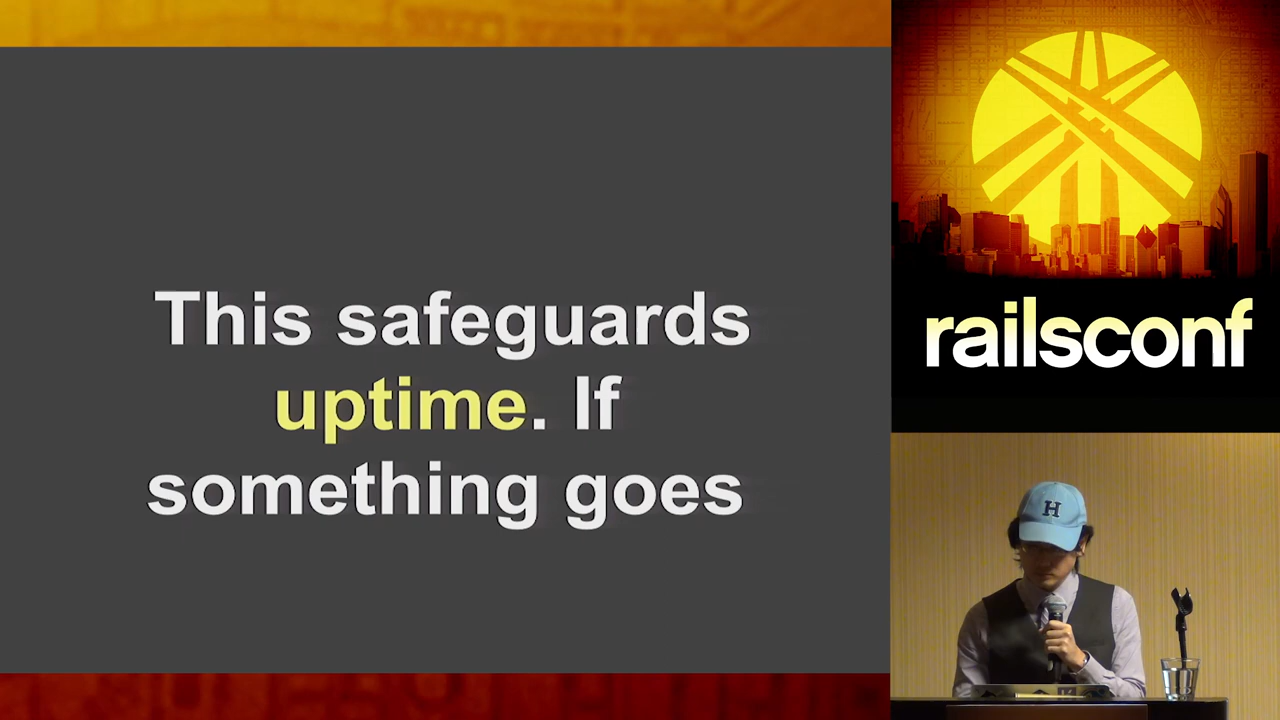 This safeguards
uptime. If
something goes
railsconf
H